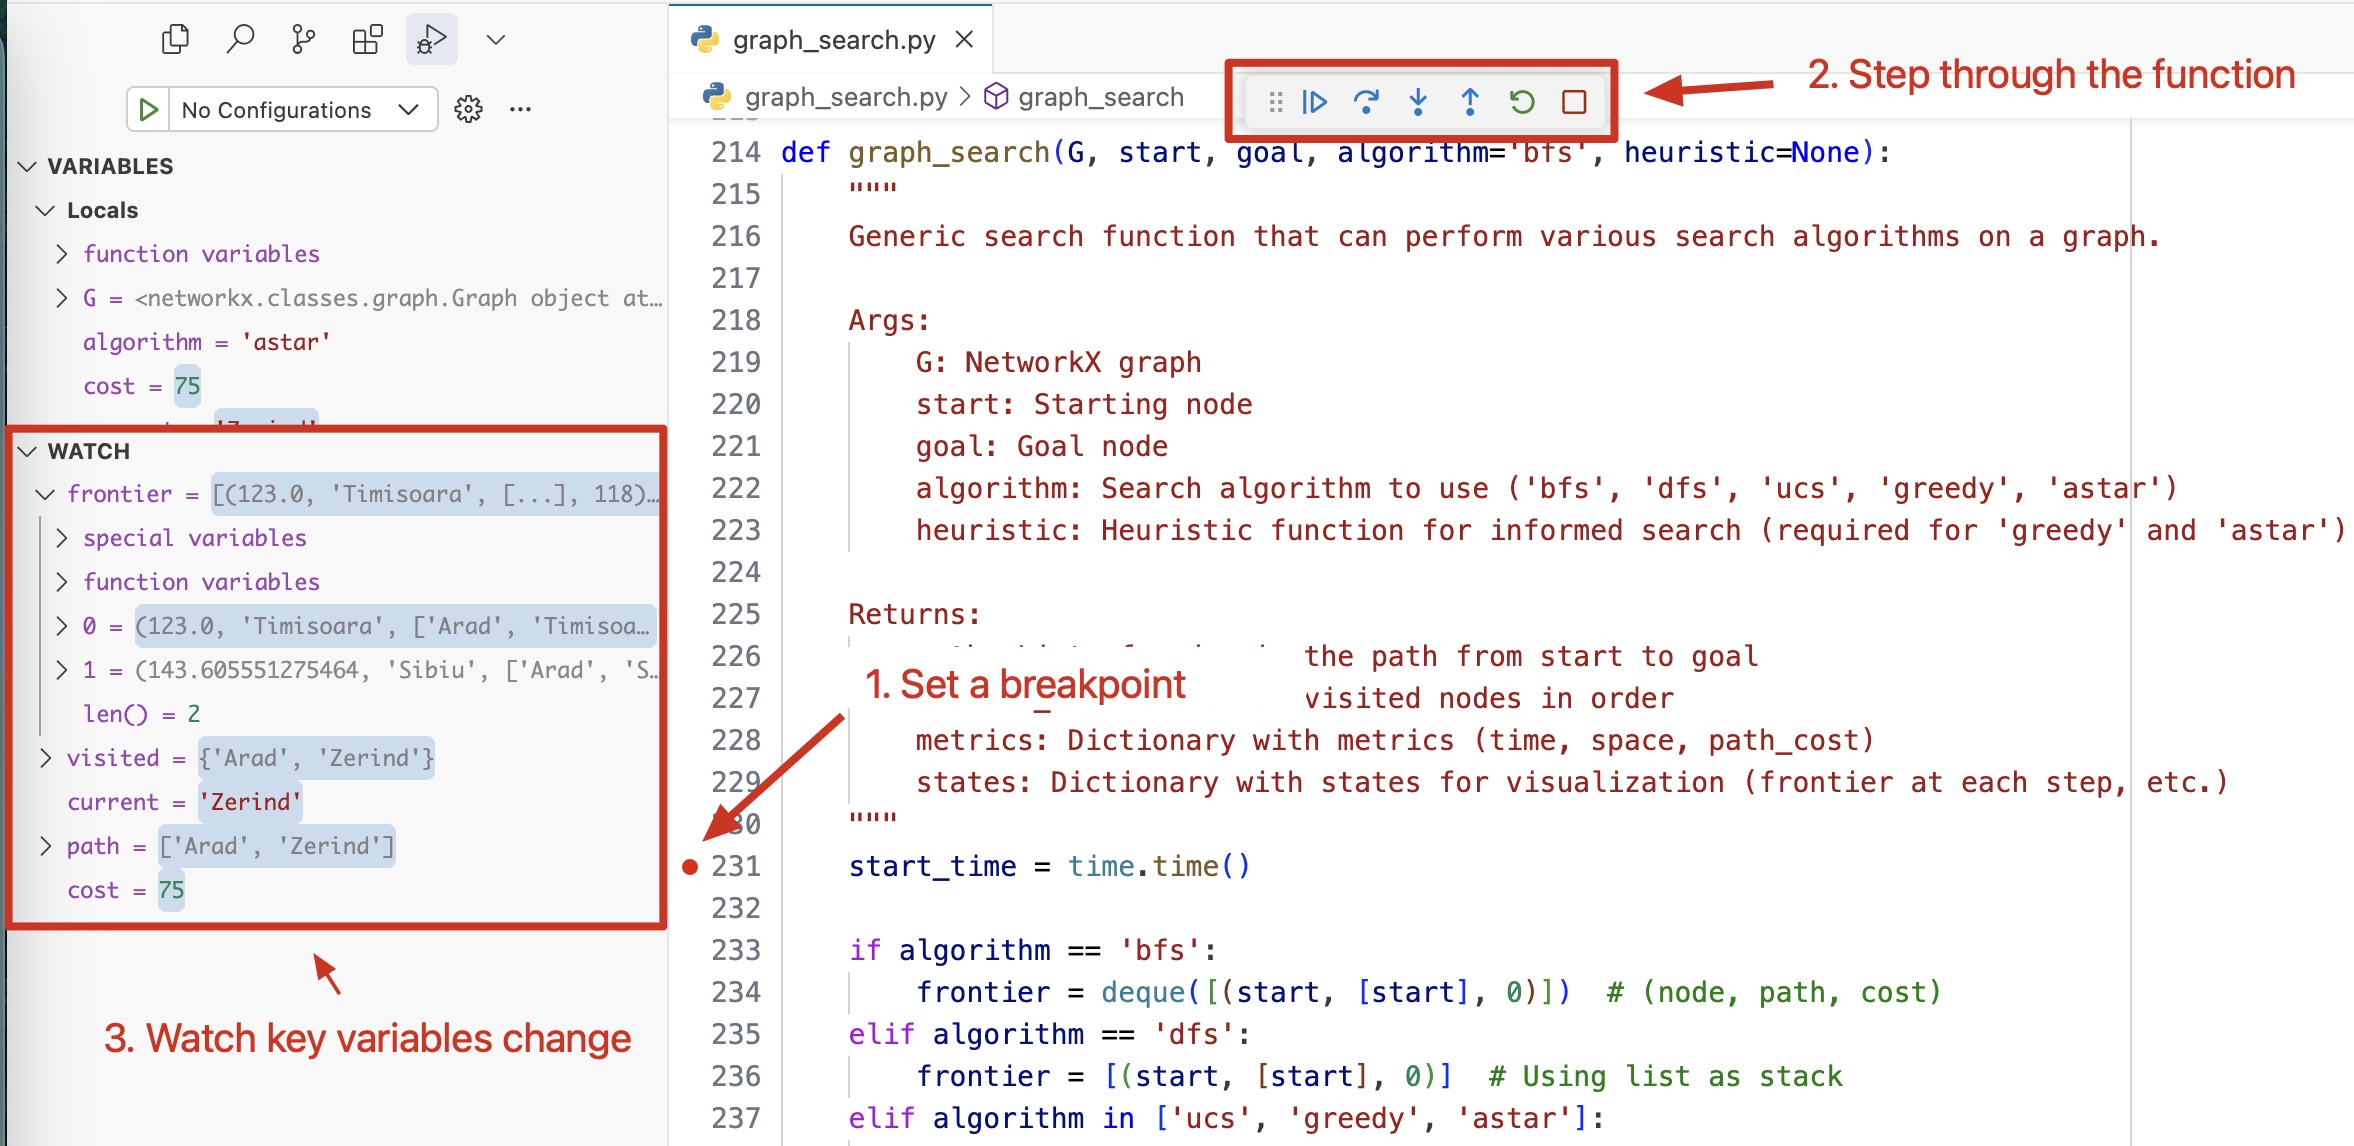 graph_search.py
No Configurations
graph_search.py > graph_search
2. Step through the function
VARIABLES
Locals
function variables
G = <networkx.classes.graph.Graph object at…
algorithm = 'astar'
cost = 75
WATCH
frontier = [(123.0, 'Timisoara', [...], 118)…
special variables
function variables
0 = (123.0, 'Timisoara', ['Arad', 'Timisoa…
1 = (143.605551275464, 'Sibiu', ['Arad', 'S…
len() = 2
visited = {'Arad', 'Zerind'}
current = 'Zerind'
path = ['Arad', 'Zerind']
cost = 75
3. Watch key variables change
214 def graph_search(G, start, goal, algorithm='bfs', heuristic=None):
215 """
216 Generic search function that can perform various search algorithms on a graph.
217
218 Args:
219 G: NetworkX graph
220 start: Starting node
221 goal: Goal node
222 algorithm: Search algorithm to use ('bfs', 'dfs', 'ucs', 'greedy', 'astar')
223 heuristic: Heuristic function for informed search (required for 'greedy' and 'astar')
224
225 Returns:
226 the path from start to goal
1. Set a breakpoint
227 visited nodes in order
228 metrics: Dictionary with metrics (time, space, path_cost)
229 states: Dictionary with states for visualization (frontier at each step, etc.)
230 """
231 start_time = time.time()
232
233 if algorithm == 'bfs':
234 frontier = deque([(start, [start], 0)]) # (node, path, cost)
235 elif algorithm == 'dfs':
236 frontier = [(start, [start], 0)] # Using list as stack
237 elif algorithm in ['ucs', 'greedy', 'astar']: